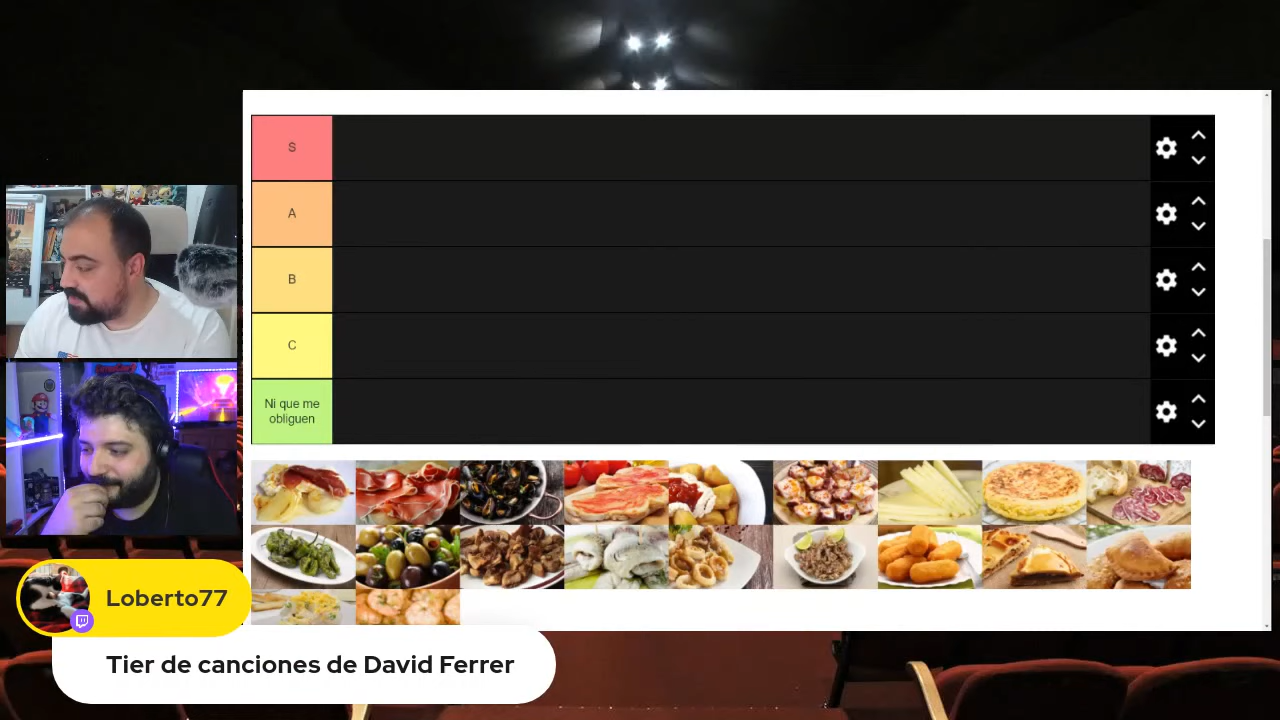 S
A
B
C
Ni que me
obliguen
Loberto77
Tier de canciones de David Ferrer